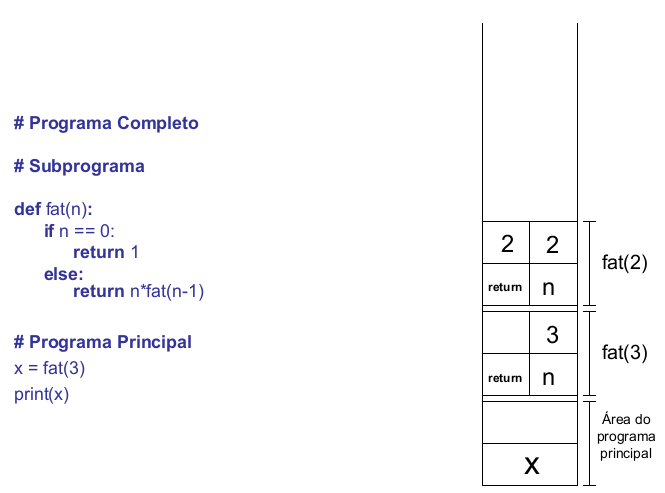 # Programa Completo
# Subprograma
def fat(n):
if n == 0:
return 1
else:
return n*fat(n-1)
# Programa Principal
x = fat(3)
print(x)
2 2
return n
fat(2)
3
return n
fat(3)
x
Área do
programa
principal